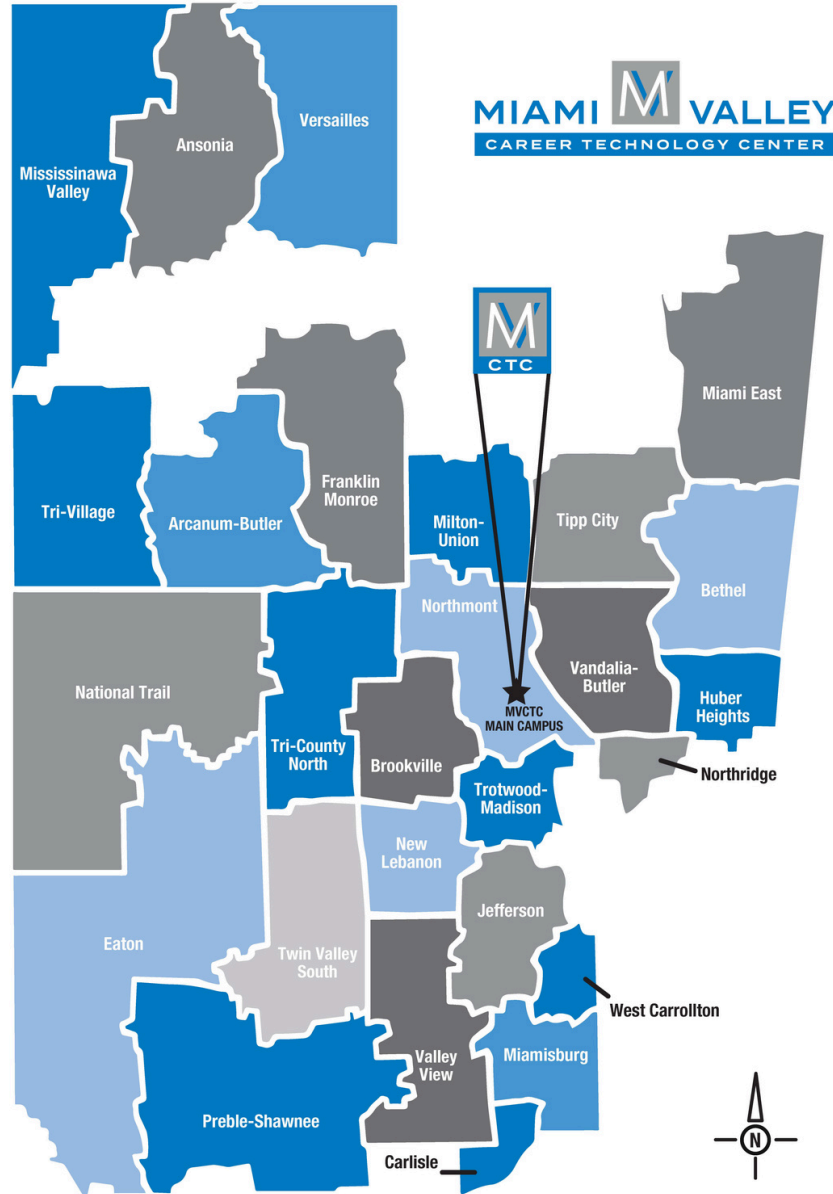 MIAMI MV VALLEY
CAREER TECHNOLOGY CENTER
Versailles
Ansonia
Mississinawa
Valley
MV
CTC
Miami East
Franklin
Monroe
Tri-Village
Arcanum-Butler
Milton-
Union
Tipp City
Bethel
Northmont
National Trail
Vandalia-
Butler
Huber
Heights
MVCTC
MAIN CAMPUS
Tri-County
North
Brookville
Northridge
Trotwood-
Madison
New
Lebanon
Jefferson
Eaton
Twin Valley
South
West Carrollton
Valley
View
Miamisburg
Preble-Shawnee
Carlisle
N